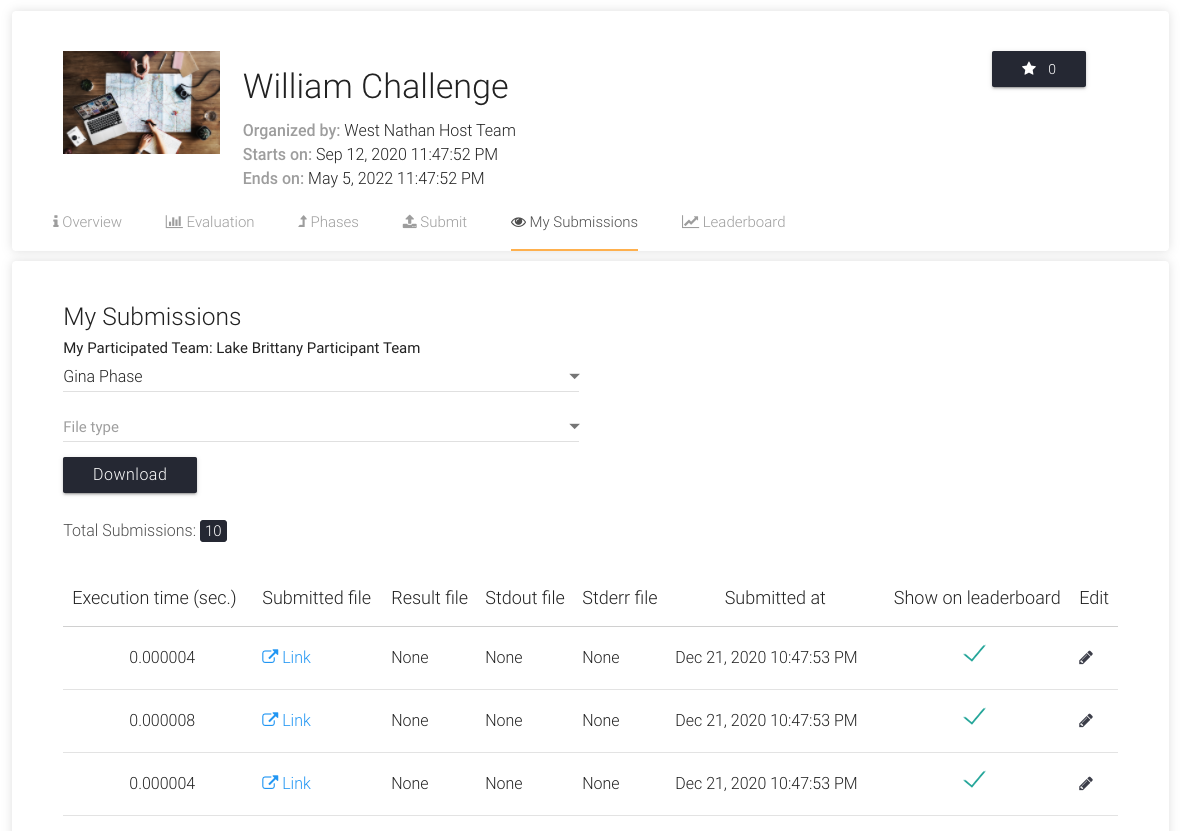 William Challenge
★ 0
Organized by: West Nathan Host Team
Starts on: Sep 12, 2020 11:47:52 PM
Ends on: May 5, 2022 11:47:52 PM
Overview Evaluation Phases Submit My Submissions Leaderboard
My Submissions
My Participated Team: Lake Brittany Participant Team
Gina Phase
File type
Download
Total Submissions: 10
Execution time (sec.) Submitted file Result file Stdout file Stderr file Submitted at Show on leaderboard Edit
0.000004 Link None None None Dec 21, 2020 10:47:53 PM
0.000008 Link None None None Dec 21, 2020 10:47:53 PM
0.000004 Link None None None Dec 21, 2020 10:47:53 PM